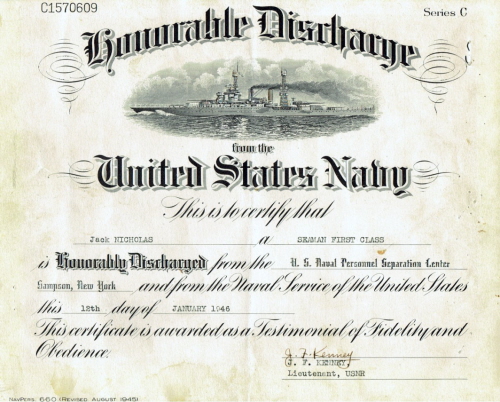 C1570609
Series C
Honorable Discharge
from the
United States Navy
This is to certify that
Jack NICHOLAS a SEAMAN FIRST CLASS
is Honorably Discharged from the U. S. Naval Personnel Separation Center
Sampson, New York and from the Naval Service of the United States
this 12th day of JANUARY 1946
This certificate is awarded as a Testimonial of Fidelity and
Obedience.
J. F. Kenney
J. F. KENNEY
Lieutenant, USNR
NAVPERS 660 (REVISED AUGUST 1945)